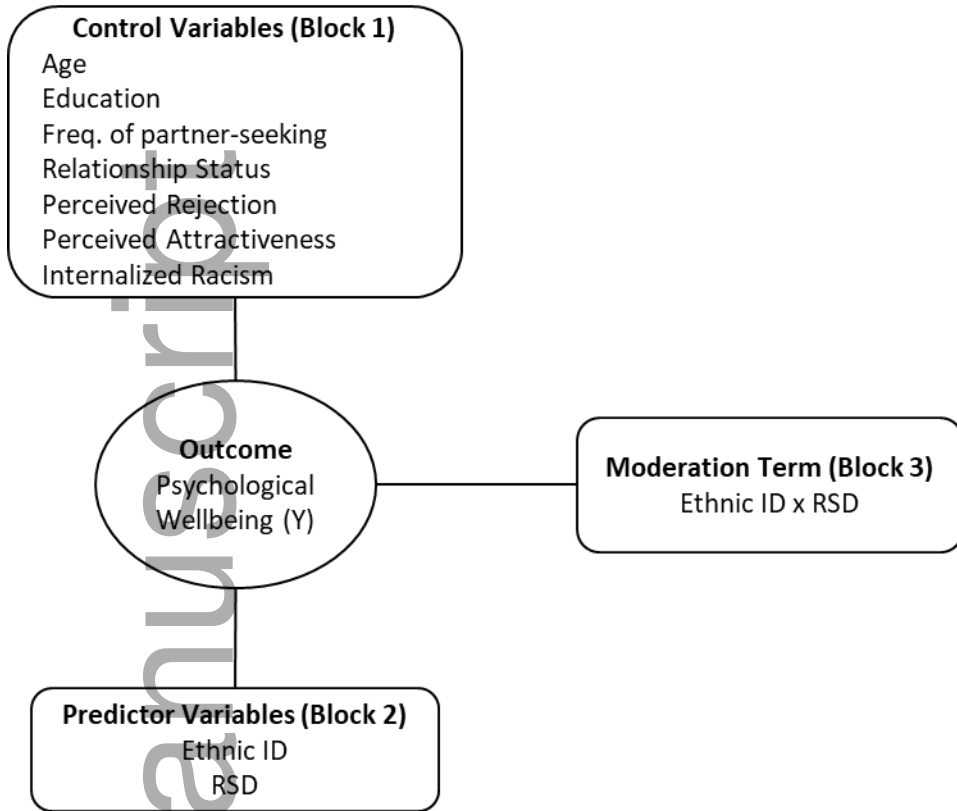 Control Variables (Block 1)
Age
Education
Freq. of partner-seeking
Relationship Status
Perceived Rejection
Perceived Attractiveness
Internalized Racism
Outcome
Psychological
Wellbeing (Y)
Moderation Term (Block 3)
Ethnic ID x RSD
Predictor Variables (Block 2)
Ethnic ID
RSD
anuscript